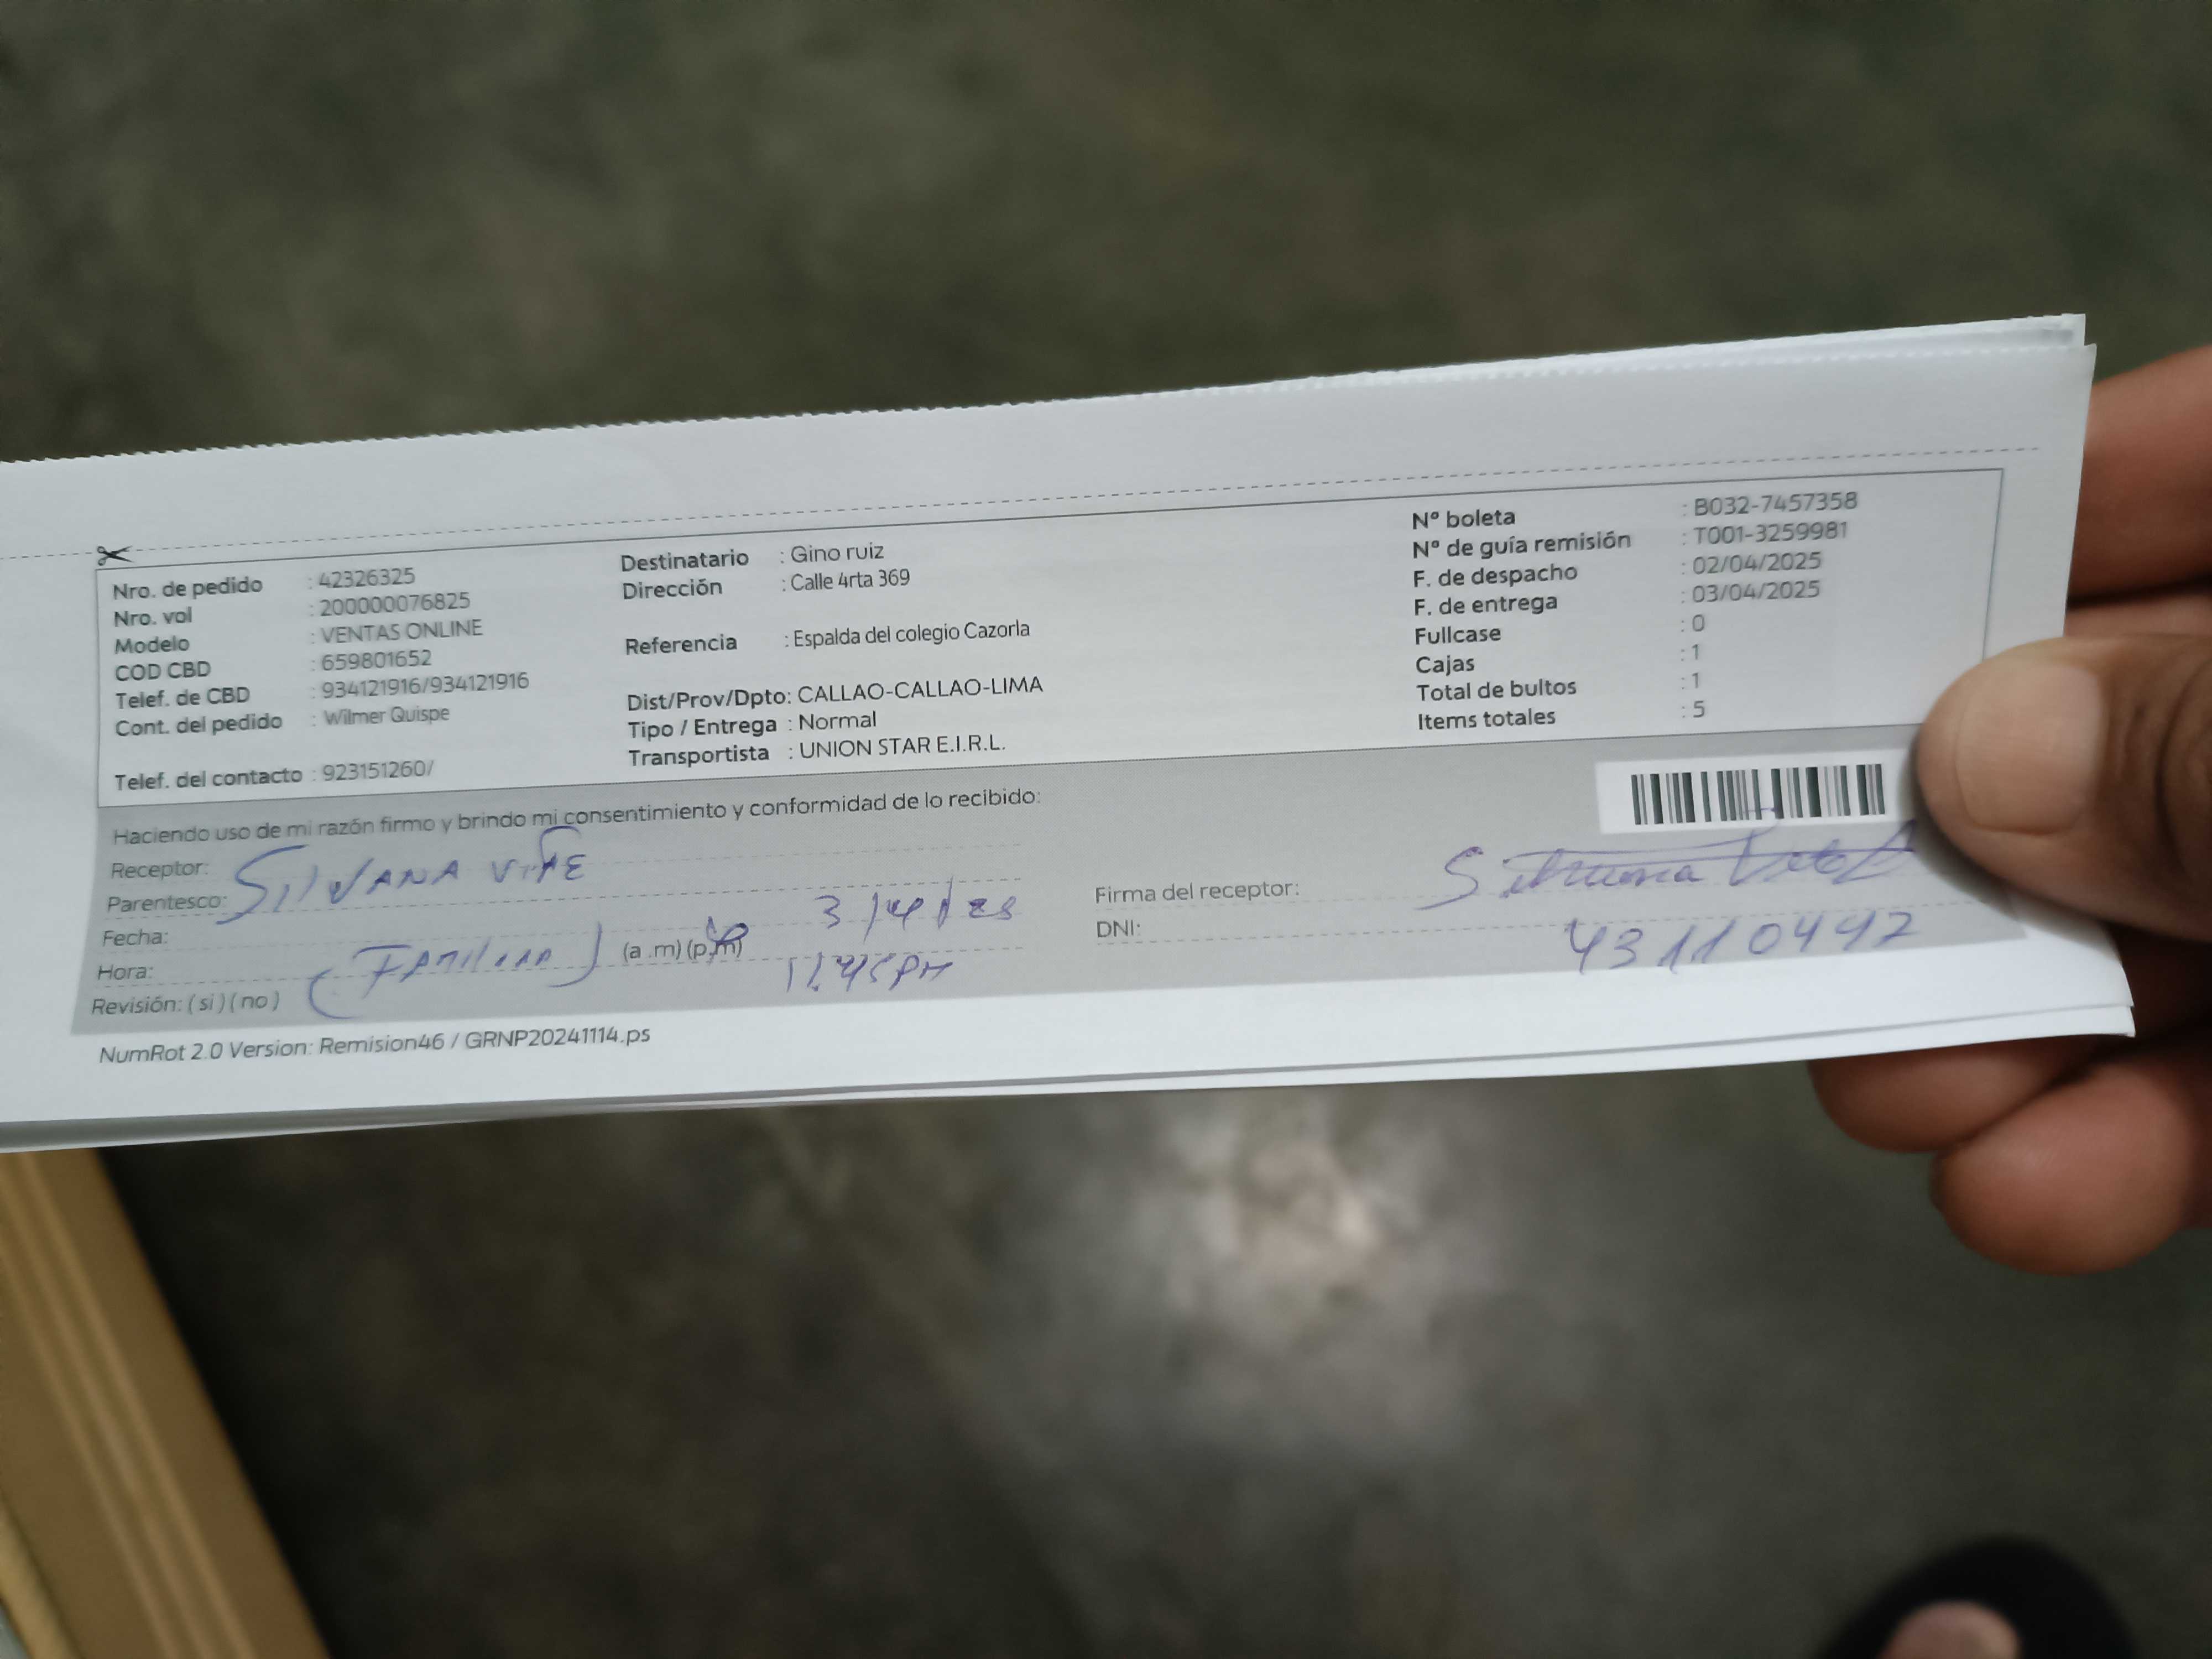 Nro. de pedido : 42326325
Nro. vol : 200000076825
Modelo : VENTAS ONLINE
COD CBD : 659801652
Telef. de CBD : 934121916/934121916
Cont. del pedido : Wilmer Quispe
Telef. del contacto : 923151260/
Destinatario : Gino ruiz
Dirección : Calle 4rta 369
Referencia : Espalda del colegio Cazorla
Dist/Prov/Dpto: CALLAO-CALLAO-LIMA
Tipo / Entrega : Normal
Transportista : UNION STAR E.I.R.L.
Nº boleta : B032-7457358
Nº de guía remisión : T001-3259981
F. de despacho : 02/04/2025
F. de entrega : 03/04/2025
Fullcase : 0
Cajas : 1
Total de bultos : 1
Items totales : 5
Haciendo uso de mi razón firmo y brindo mi consentimiento y conformidad de lo recibido:
Receptor: SILVANA
Parentesco:
Fecha:
Hora: (a .m) (p.m)
Revisión: ( si ) ( no )
Firma del receptor:
DNI:
NumRot 2.0 Version: Remision46 / GRNP20241114.ps